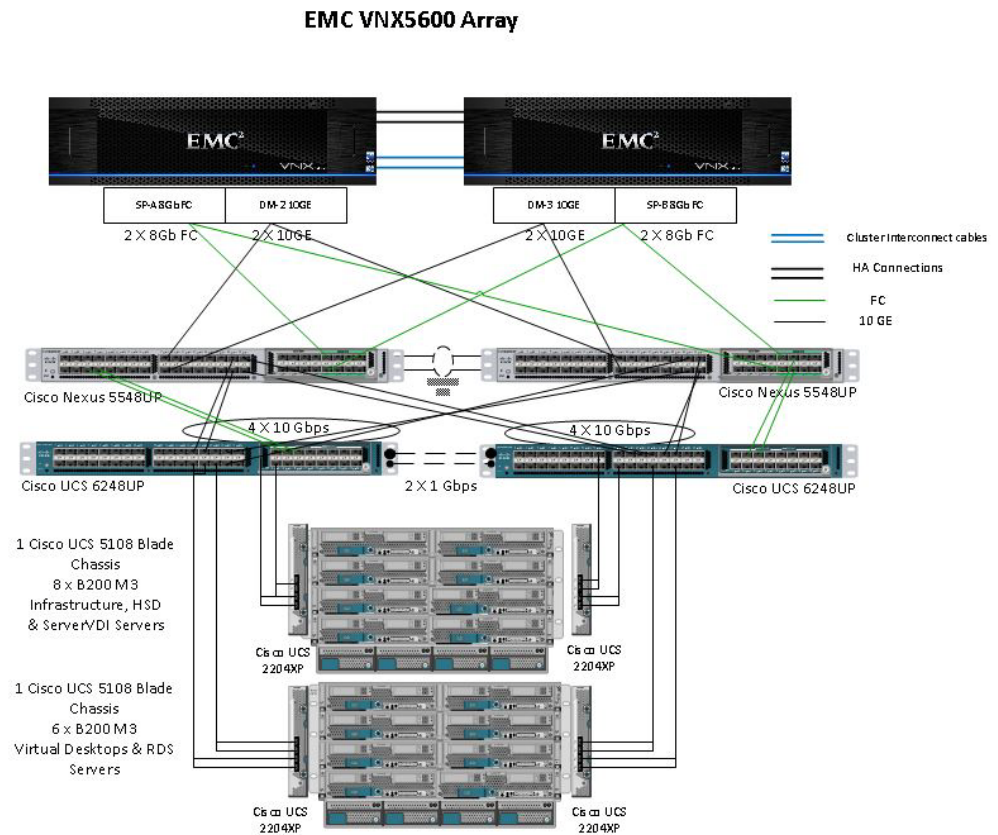 EMC VNX5600 Array
EMC²
VNX
EMC²
VNX
SP-A 8Gb FC
DM-2 10GE
DM-3 10GE
SP-B 8Gb FC
2 X 8Gb FC
2 X 10GE
2 X 10GE
2 X 8Gb FC
Cluster Interconnect cables
HA Connections
FC
10 GE
Cisco Nexus 5548UP
Cisco Nexus 5548UP
4 X 10 Gbps
4 X 10 Gbps
Cisco UCS 6248UP
2 X 1 Gbps
Cisco UCS 6248UP
1 Cisco UCS 5108 Blade
Chassis
8 x B200 M3
Infrastructure, HSD
& ServerVDI Servers
Cisco UCS
2204XP
Cisco UCS
2204XP
1 Cisco UCS 5108 Blade
Chassis
6 x B200 M3
Virtual Desktops & RDS
Servers
Cisco UCS
2204XP
Cisco UCS
2204XP